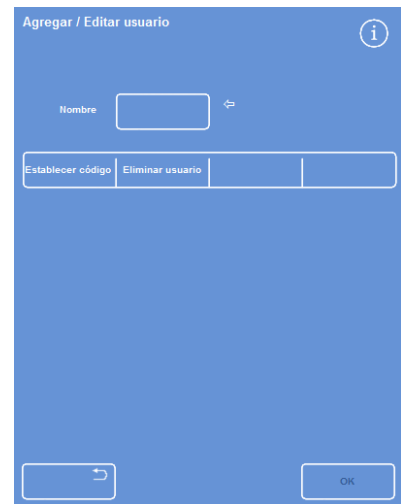 Agregar / Editar usuario
i
Nombre
Establecer código
Eliminar usuario
OK